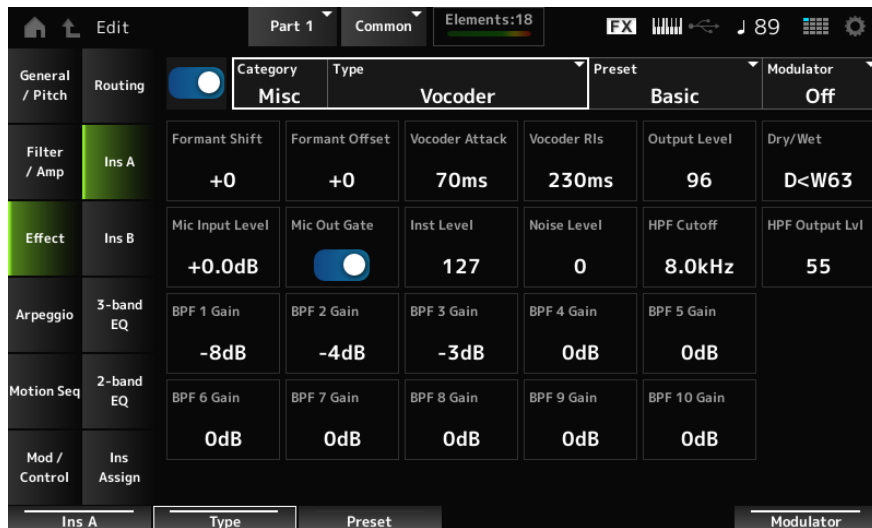 Edit
Part 1
Common
Elements:18
FX
89
General
/ Pitch
Filter
/ Amp
Effect
Arpeggio
Motion Seq
Mod /
Control
Routing
Ins A
Ins B
3-band
EQ
2-band
EQ
Ins
Assign
Category
Misc
Type
Vocoder
Preset
Basic
Modulator
Off
Formant Shift
+0
Formant Offset
+0
Vocoder Attack
70ms
Vocoder Rls
230ms
Output Level
96
Dry/Wet
D<W63
Mic Input Level
+0.0dB
Mic Out Gate
Inst Level
127
Noise Level
0
HPF Cutoff
8.0kHz
HPF Output Lvl
55
BPF 1 Gain
-8dB
BPF 2 Gain
-4dB
BPF 3 Gain
-3dB
BPF 4 Gain
0dB
BPF 5 Gain
0dB
BPF 6 Gain
0dB
BPF 7 Gain
0dB
BPF 8 Gain
0dB
BPF 9 Gain
0dB
BPF 10 Gain
0dB
Ins A
Type
Preset
Modulator